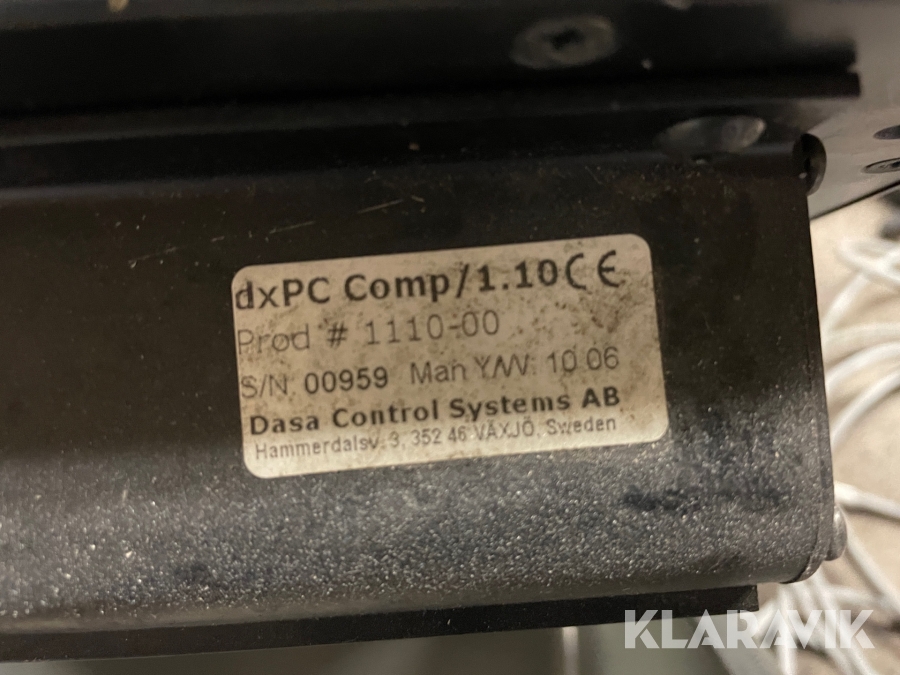 dxPC Comp/1.10 CE
Prod # 1110-00
S/N: 00959 Man Y/W: 10 06
Dasa Control Systems AB
Hammerdalsv. 3, 352 46 VÄXJÖ, Sweden
KLARAVIK